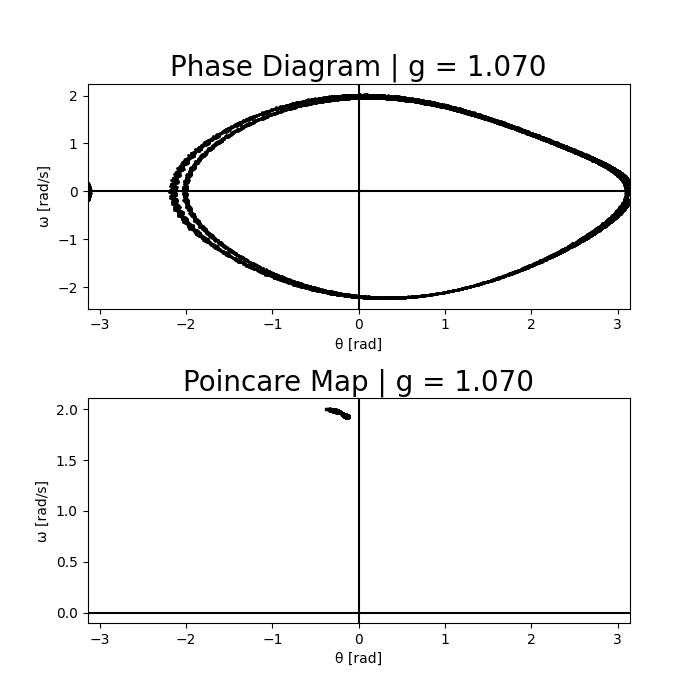 Phase Diagram | g = 1.070
2
1
0
−1
−2
ω [rad/s]
−3 −2 −1 0 1 2 3
θ [rad]
Poincare Map | g = 1.070
2.0
1.5
1.0
0.5
0.0
ω [rad/s]
−3 −2 −1 0 1 2 3
θ [rad]